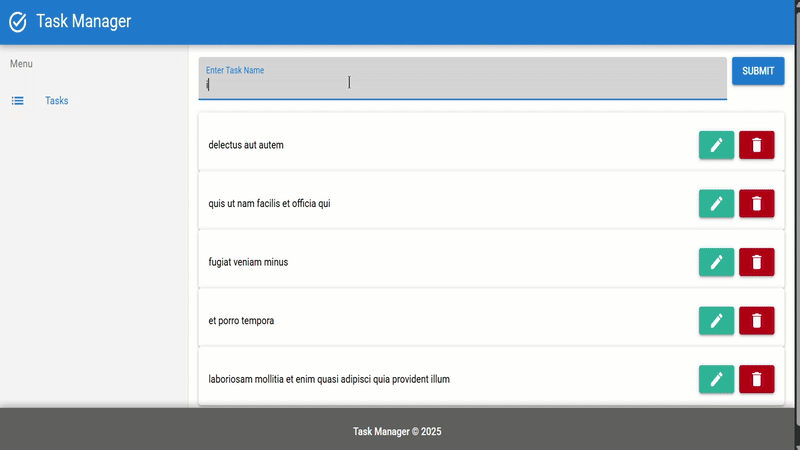 Task Manager
Menu
Tasks
Enter Task Name
i
SUBMIT
delectus aut autem
quis ut nam facilis et officia qui
fugiat veniam minus
et porro tempora
laboriosam mollitia et enim quasi adipisci quia provident illum
Task Manager © 2025